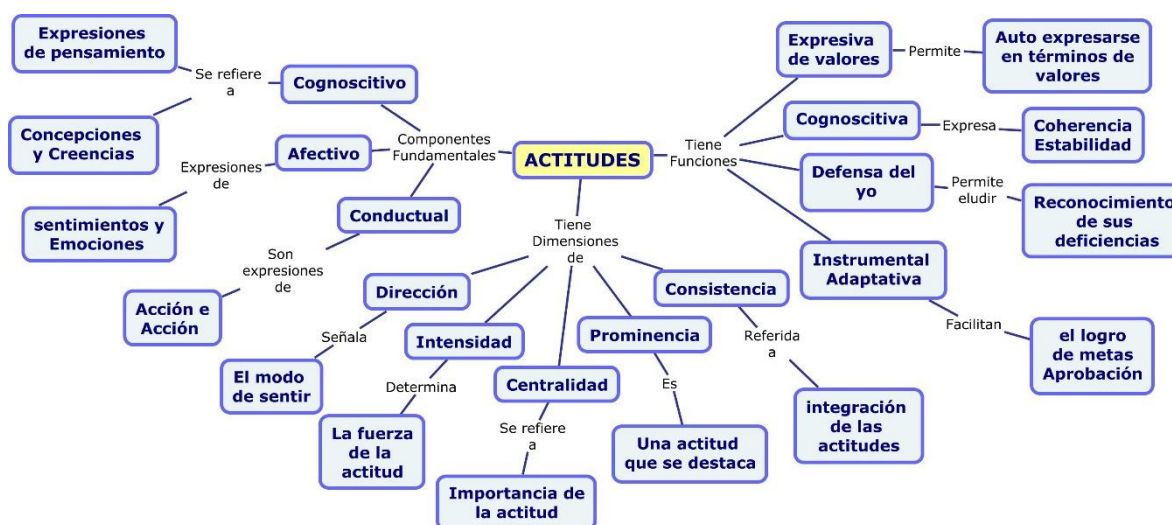 Expresiones
de pensamiento
Se refiere
a
Cognoscitivo
Concepciones
y Creencias
Componentes
Fundamentales
Afectivo
Expresiones
de
sentimientos y
Emociones
Conductual
Son
expresiones
de
Acción e
Acción
ACTITUDES
Tiene
Funciones
Expresiva
de valores
Permite
Auto expresarse
en términos de
valores
Cognoscitiva
Expresa
Coherencia
Estabilidad
Defensa del
yo
Permite
eludir
Reconocimiento
de sus
deficiencias
Instrumental
Adaptativa
Facilitan
el logro
de metas
Aprobación
Tiene
Dimensiones
de
Dirección
Señala
El modo
de sentir
Intensidad
Determina
La fuerza
de la
actitud
Centralidad
Se refiere
a
Importancia de
la actitud
Prominencia
Es
Una actitud
que se destaca
Consistencia
Referida
a
integración
de las
actitudes